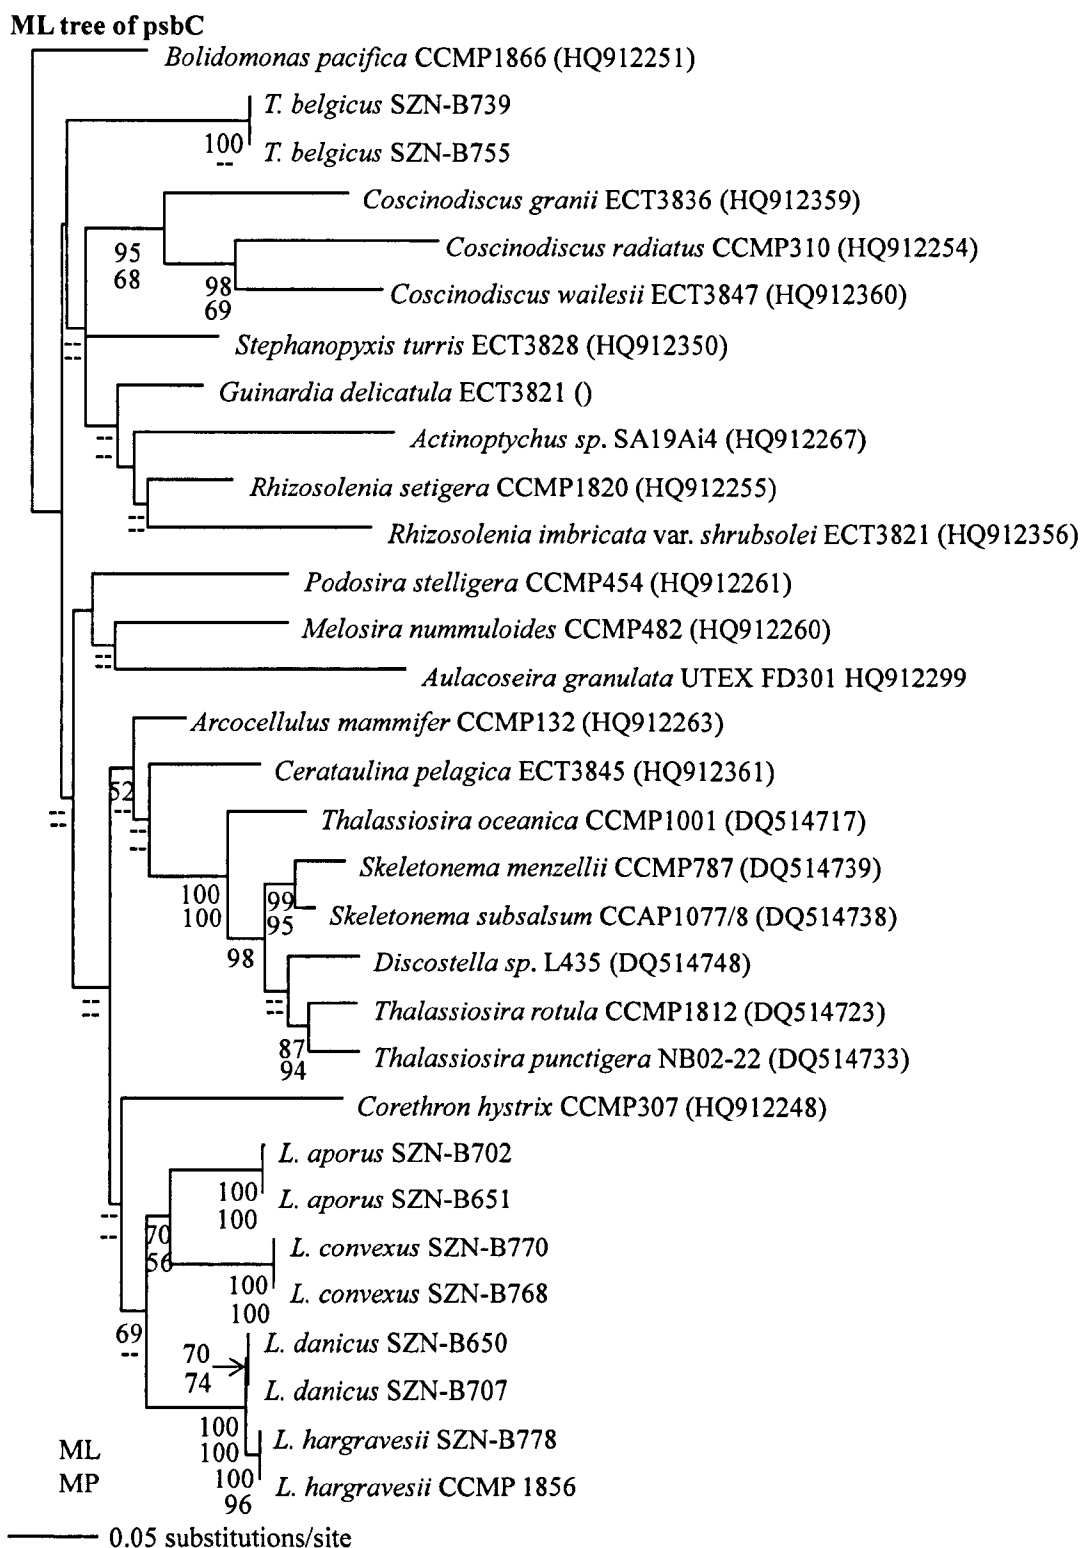 ML tree of psbC
Bolidomonas pacifica CCMP1866 (HQ912251)
T. belgicus SZN-B739
100
--
T. belgicus SZN-B755
Coscinodiscus granii ECT3836 (HQ912359)
95
68
Coscinodiscus radiatus CCMP310 (HQ912254)
98
69
Coscinodiscus wailesii ECT3847 (HQ912360)
--
--
Stephanopyxis turris ECT3828 (HQ912350)
Guinardia delicatula ECT3821 ()
--
--
Actinoptychus sp. SA19Ai4 (HQ912267)
Rhizosolenia setigera CCMP1820 (HQ912255)
--
--
Rhizosolenia imbricata var. shrubsolei ECT3821 (HQ912356)
Podosira stelligera CCMP454 (HQ912261)
Melosira nummuloides CCMP482 (HQ912260)
--
--
Aulacoseira granulata UTEX FD301 HQ912299
Arcocellulus mammifer CCMP132 (HQ912263)
Cerataulina pelagica ECT3845 (HQ912361)
52
--
--
--
--
--
Thalassiosira oceanica CCMP1001 (DQ514717)
Skeletonema menzellii CCMP787 (DQ514739)
100
100
99
95
Skeletonema subsalsum CCAP1077/8 (DQ514738)
98
Discostella sp. L435 (DQ514748)
--
--
--
--
Thalassiosira rotula CCMP1812 (DQ514723)
87
94
Thalassiosira punctigera NB02-22 (DQ514733)
Corethron hystrix CCMP307 (HQ912248)
L. aporus SZN-B702
100
100
L. aporus SZN-B651
--
--
70
56
L. convexus SZN-B770
100
100
L. convexus SZN-B768
69
--
L. danicus SZN-B650
70
74
L. danicus SZN-B707
100
100
L. hargravesii SZN-B778
100
96
L. hargravesii CCMP 1856
ML
MP
0.05 substitutions/site